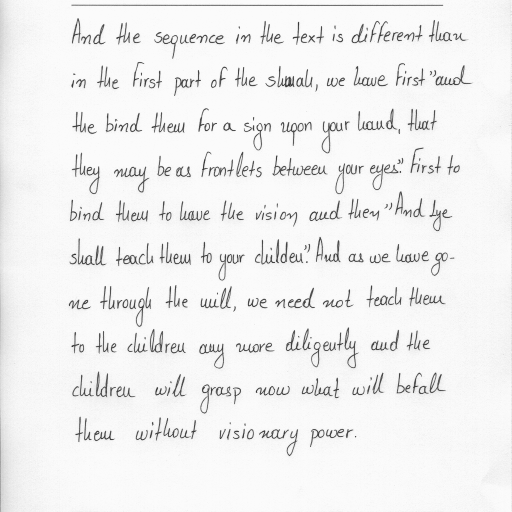 And the sequence in the text is different than
in the first part of the shmah, we have first "and
the bind them for a sign upon your hand, that
they may be as frontlets between your eyes". First to
bind them to have the vision and then "And tye
shall teach them to your childen". And as we have go-
ne through the mill, we need not teach them
to the children any more diligently and the
children will grasp now what will befall
them without visionary power.